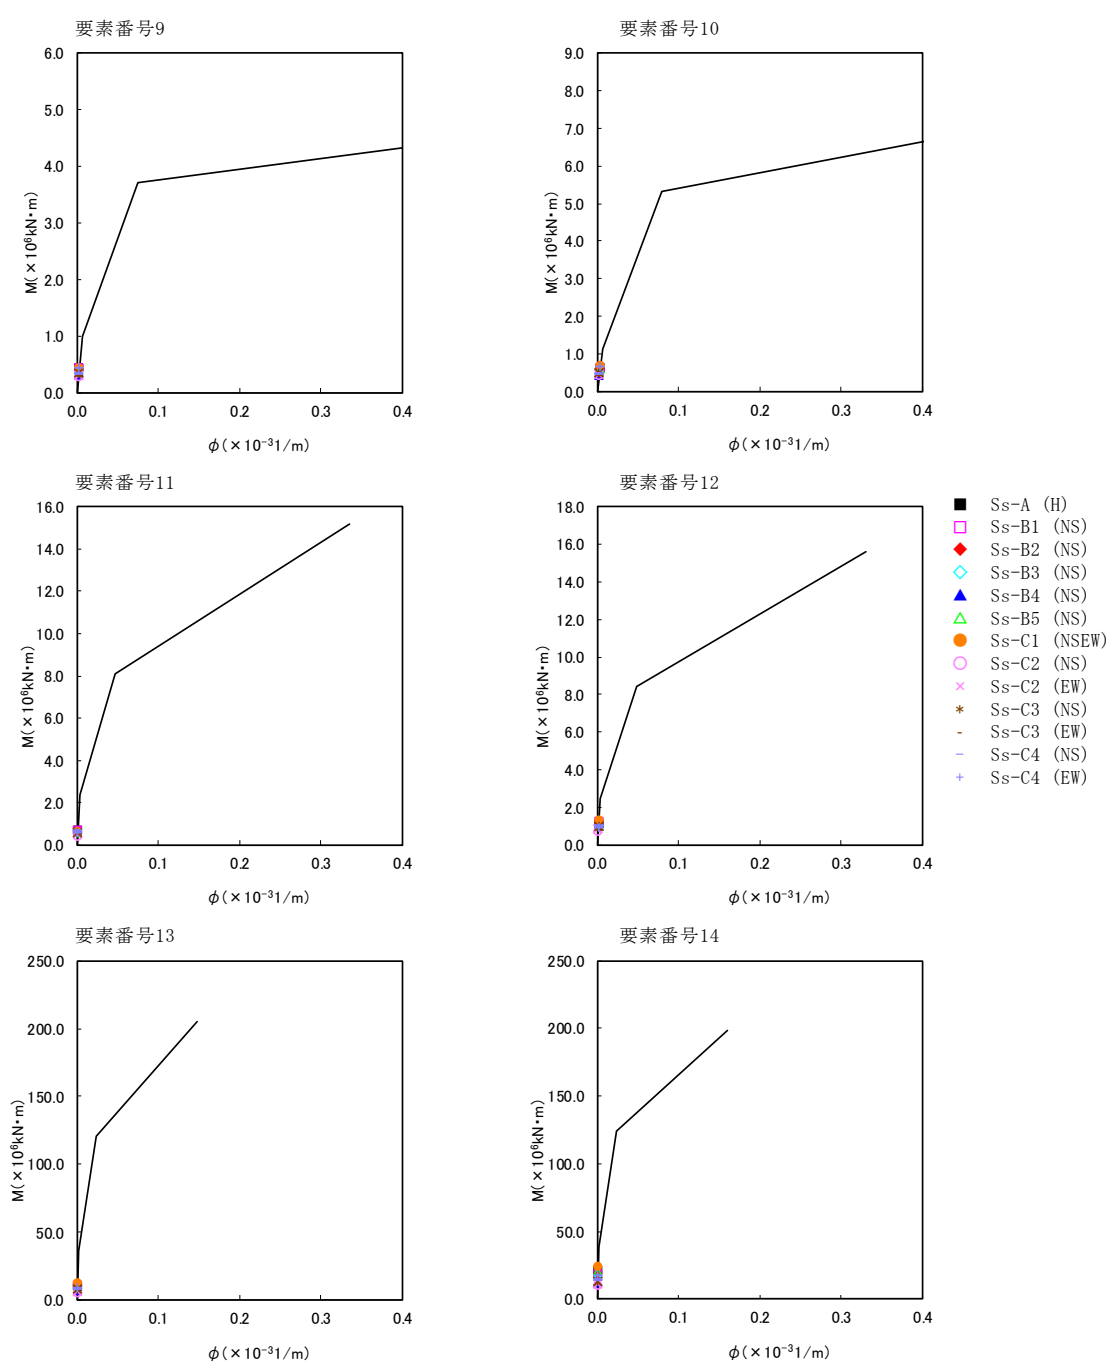 要素番号9
6.0
5.0
4.0
3.0
2.0
1.0
0.0
M(×10⁶kN・m)
0.0 0.1 0.2 0.3 0.4
φ(×10⁻³1/m)
要素番号10
9.0
8.0
7.0
6.0
5.0
4.0
3.0
2.0
1.0
0.0
M(×10⁶kN・m)
0.0 0.1 0.2 0.3 0.4
φ(×10⁻³1/m)
要素番号11
16.0
14.0
12.0
10.0
8.0
6.0
4.0
2.0
0.0
M(×10⁶kN・m)
0.0 0.1 0.2 0.3 0.4
φ(×10⁻³1/m)
要素番号12
18.0
16.0
14.0
12.0
10.0
8.0
6.0
4.0
2.0
0.0
M(×10⁶kN・m)
0.0 0.1 0.2 0.3 0.4
φ(×10⁻³1/m)
Ss-A (H)
Ss-B1 (NS)
Ss-B2 (NS)
Ss-B3 (NS)
Ss-B4 (NS)
Ss-B5 (NS)
Ss-C1 (NSEW)
Ss-C2 (NS)
Ss-C2 (EW)
Ss-C3 (NS)
Ss-C3 (EW)
Ss-C4 (NS)
Ss-C4 (EW)
要素番号13
250.0
200.0
150.0
100.0
50.0
0.0
M(×10⁶kN・m)
0.0 0.1 0.2 0.3 0.4
φ(×10⁻³1/m)
要素番号14
250.0
200.0
150.0
100.0
50.0
0.0
M(×10⁶kN・m)
0.0 0.1 0.2 0.3 0.4
φ(×10⁻³1/m)